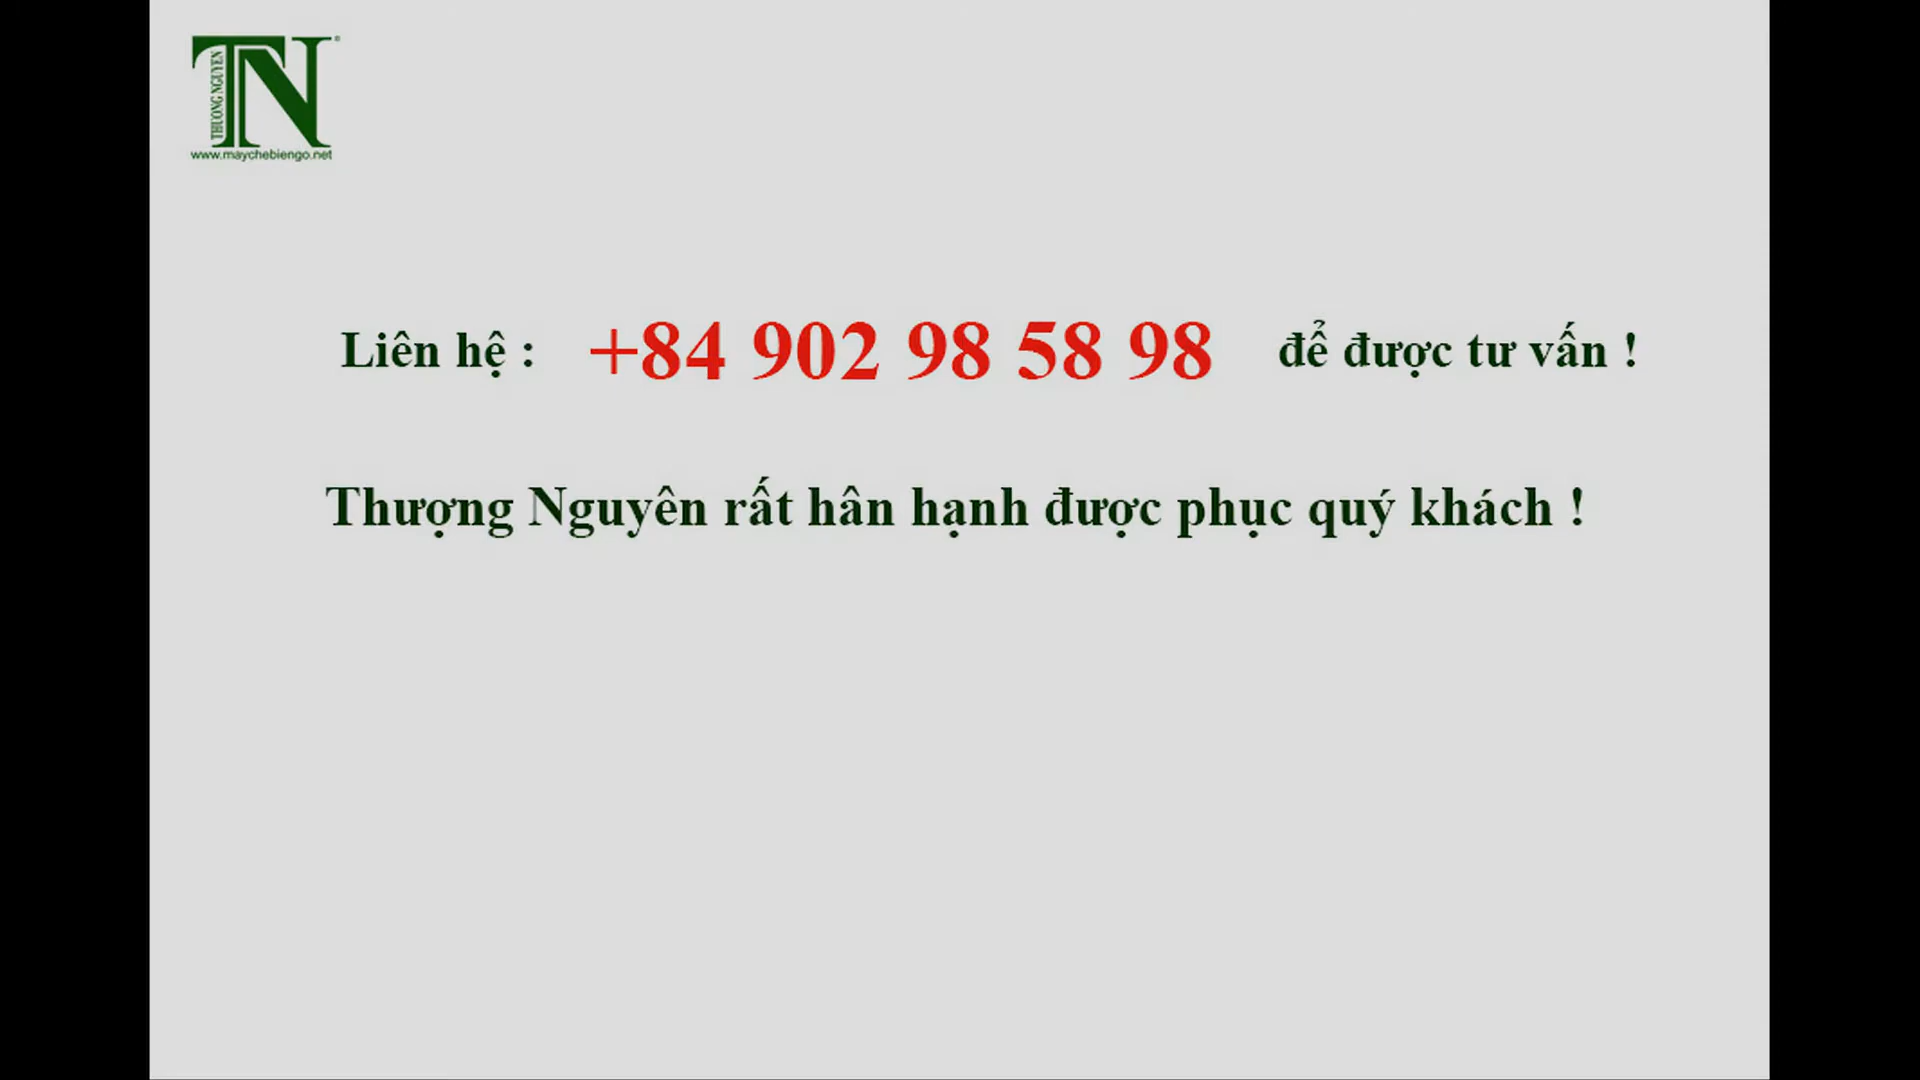 TN
THUONG NGUYEN
www.maychebiengo.net
Liên hệ : +84 902 98 58 98 để được tư vấn !
Thượng Nguyên rất hân hạnh được phục quý khách !